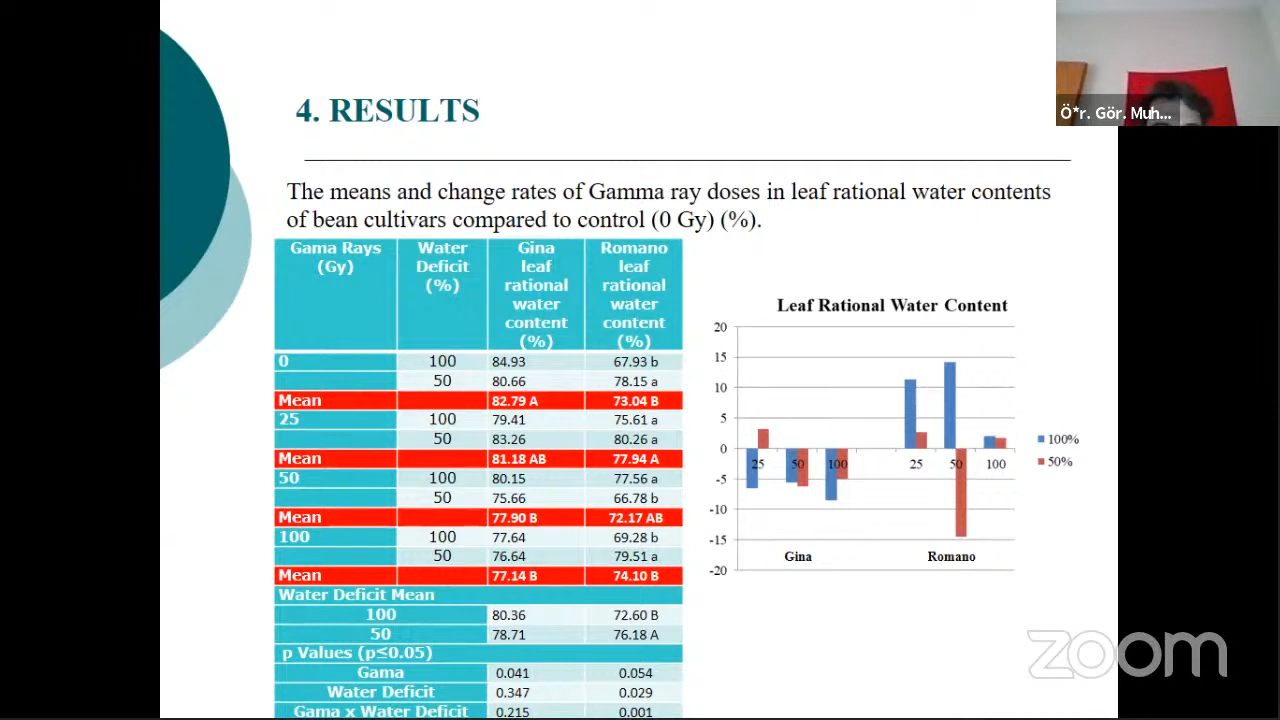 4. RESULTS
Ö*r. Gör. Muh...
The means and change rates of Gamma ray doses in leaf rational water contents
of bean cultivars compared to control (0 Gy) (%).
Gama Rays (Gy) Water Deficit (%) Gina leaf rational water content (%) Romano leaf rational water content (%)
0 100 84.93 67.93 b
50 80.66 78.15 a
Mean 82.79 A 73.04 B
25 100 79.41 75.61 a
50 83.26 80.26 a
Mean 81.18 AB 77.94 A
50 100 80.15 77.56 a
50 75.66 66.78 b
Mean 77.90 B 72.17 AB
100 100 77.64 69.28 b
50 76.64 79.51 a
Mean 77.14 B 74.10 B
Water Deficit Mean
100 80.36 72.60 B
50 78.71 76.18 A
p Values (p≤0.05)
Gama 0.041 0.054
Water Deficit 0.347 0.029
Gama x Water Deficit 0.215 0.001
Leaf Rational Water Content
20
15
10
5
0
-5
-10
-15
-20
25 50 100 25 50 100
Gina Romano
100%
50%
zoom